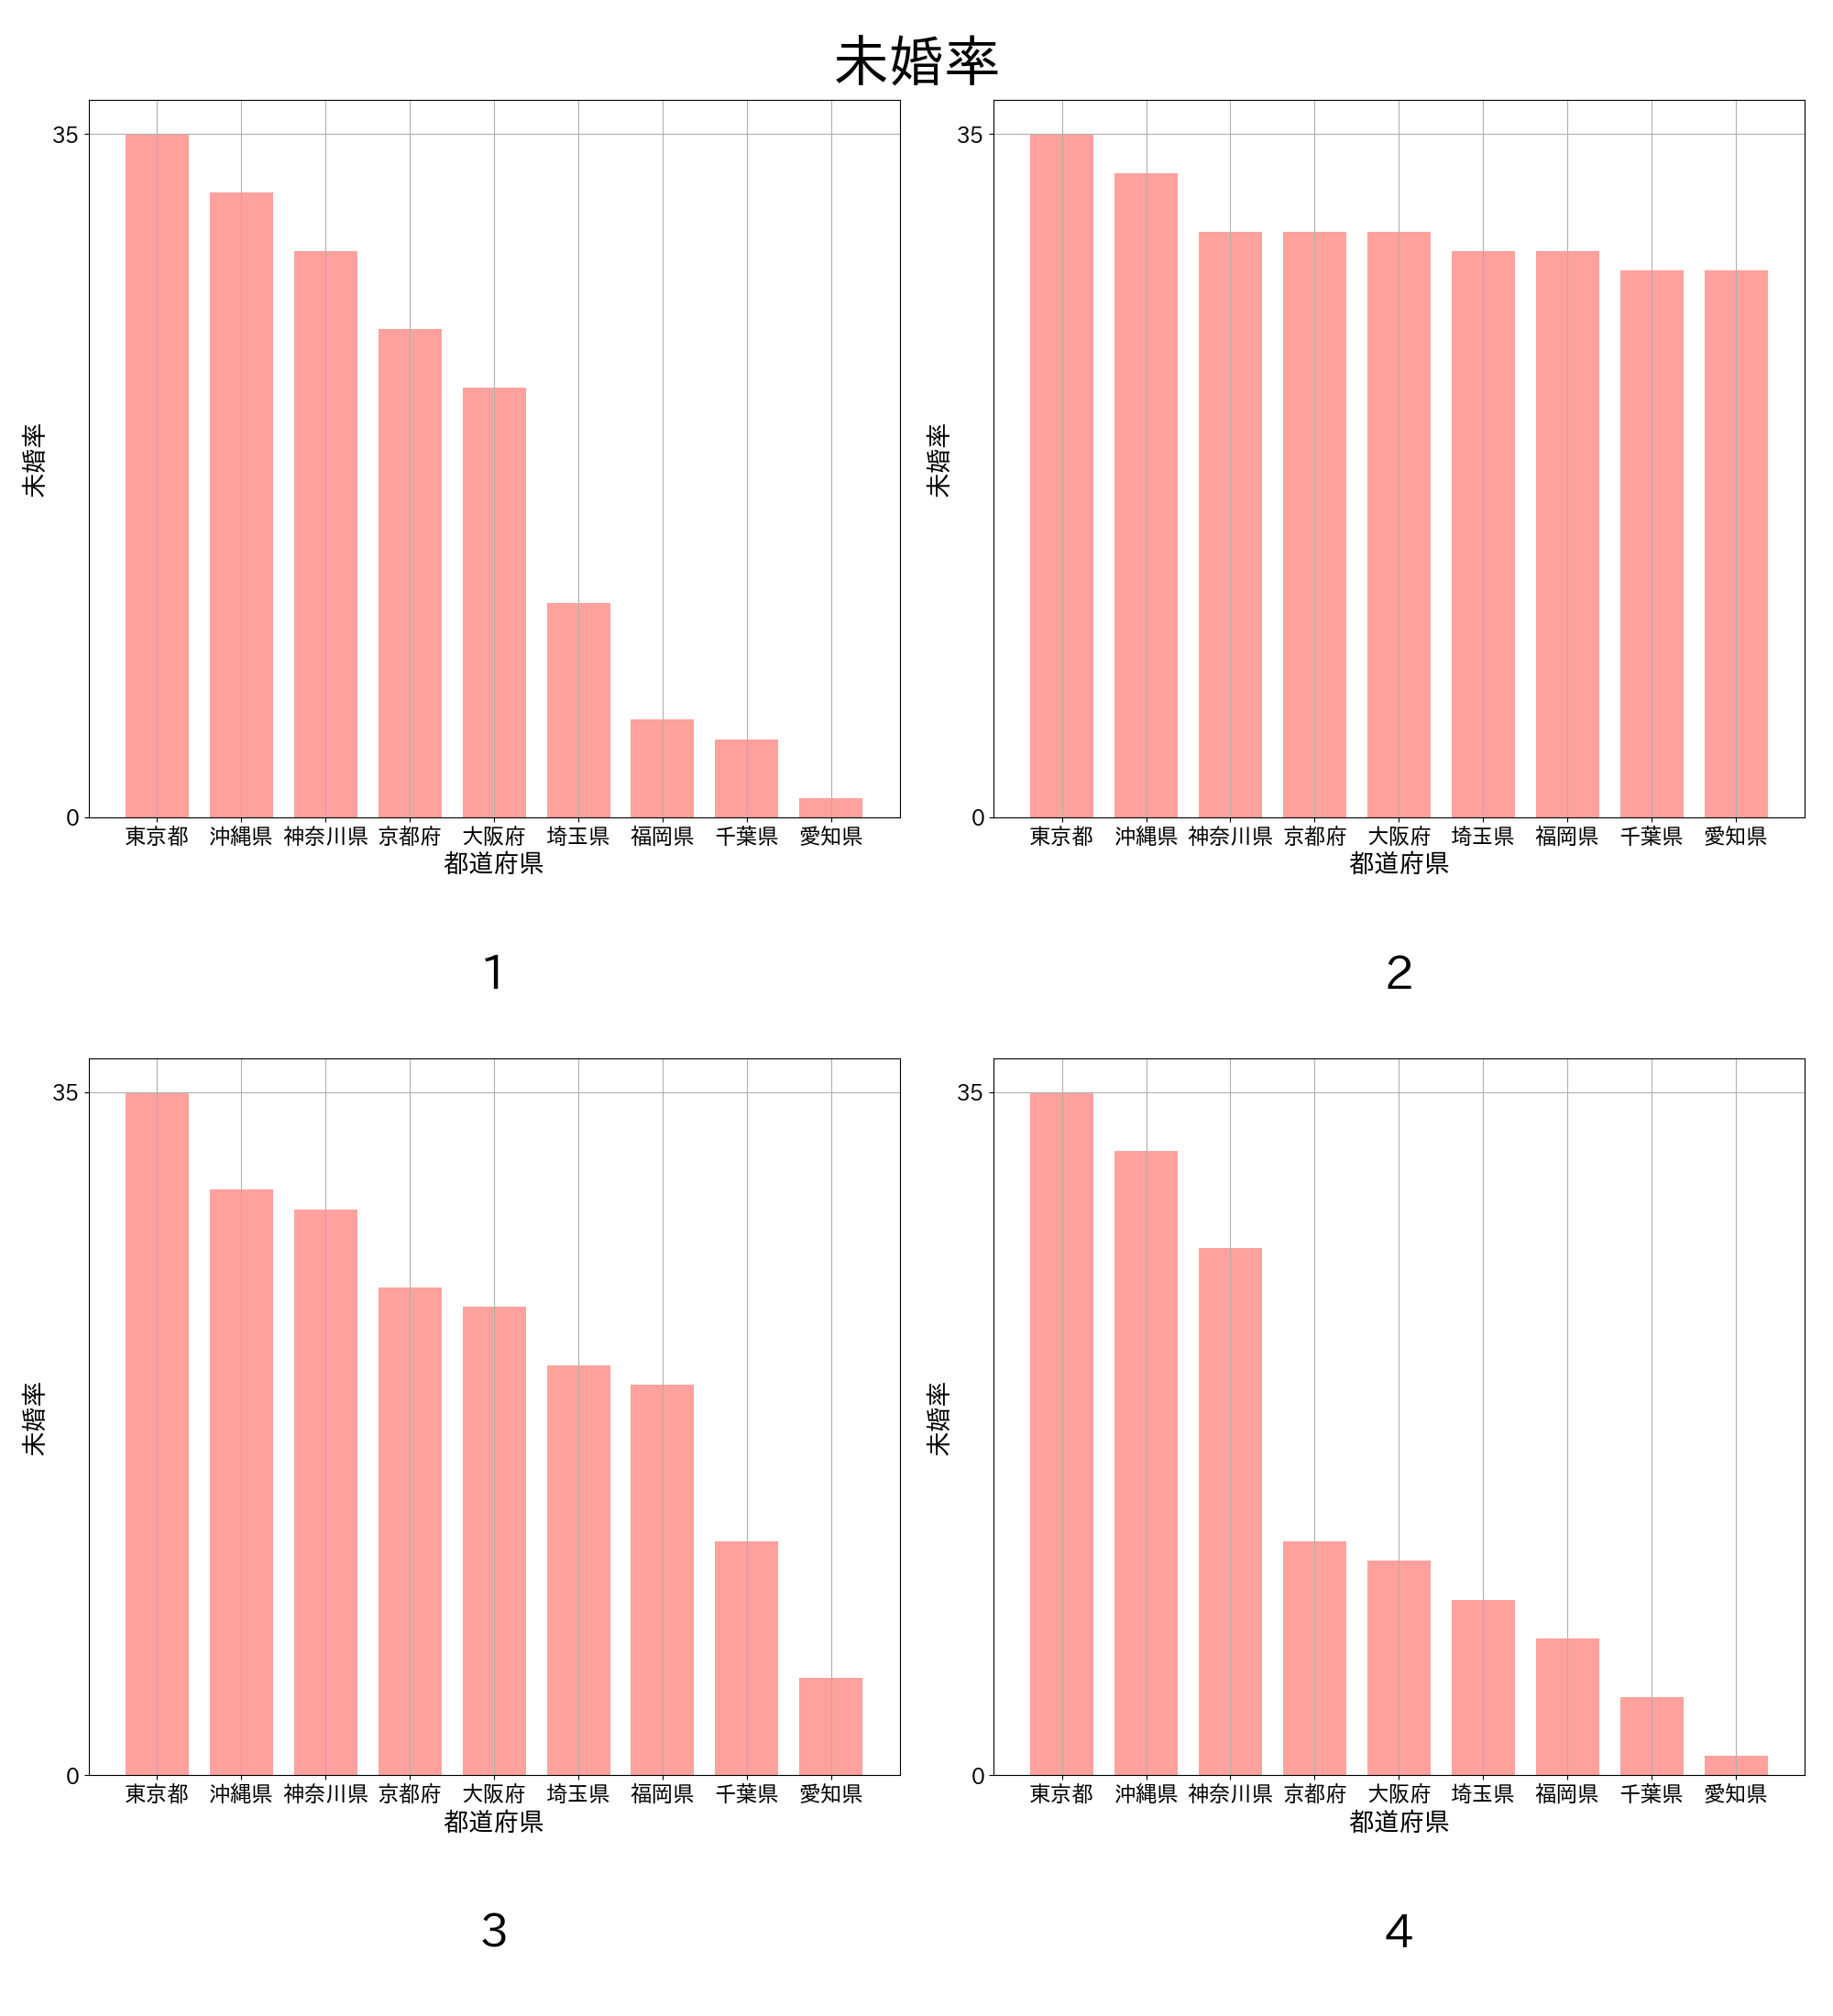 未婚率
35
0
未婚率
東京都 沖縄県 神奈川県 京都府 大阪府 埼玉県 福岡県 千葉県 愛知県
都道府県
1
35
0
未婚率
東京都 沖縄県 神奈川県 京都府 大阪府 埼玉県 福岡県 千葉県 愛知県
都道府県
2
35
0
未婚率
東京都 沖縄県 神奈川県 京都府 大阪府 埼玉県 福岡県 千葉県 愛知県
都道府県
3
35
0
未婚率
東京都 沖縄県 神奈川県 京都府 大阪府 埼玉県 福岡県 千葉県 愛知県
都道府県
4